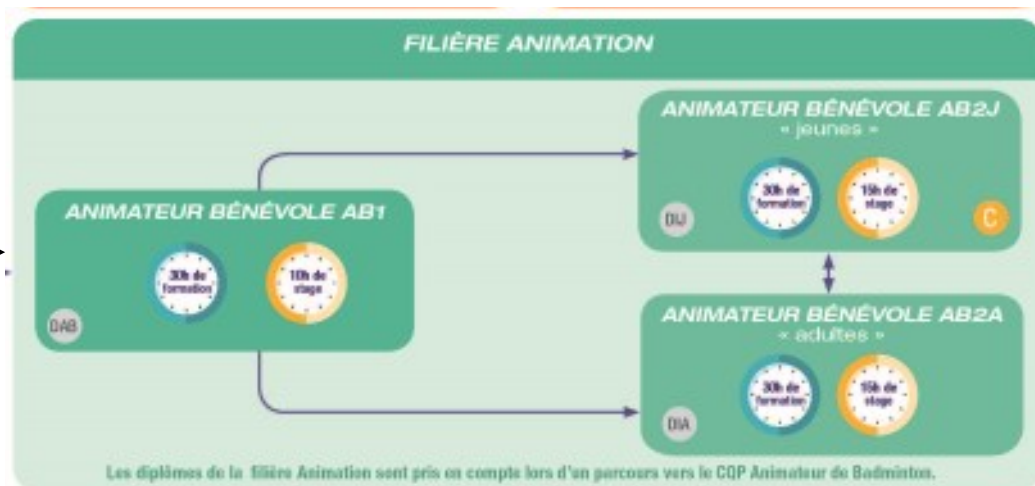 FILIÈRE ANIMATION
ANIMATEUR BÉNÉVOLE AB1
30h de
formation
10h de
stage
DAB
ANIMATEUR BÉNÉVOLE AB2J
« jeunes »
30h de
formation
15h de
stage
DIJ
C
ANIMATEUR BÉNÉVOLE AB2A
« adultes »
30h de
formation
15h de
stage
DIA
Les diplômes de la filière Animation sont pris en compte lors d'un parcours vers le CQP Animateur de Badminton.